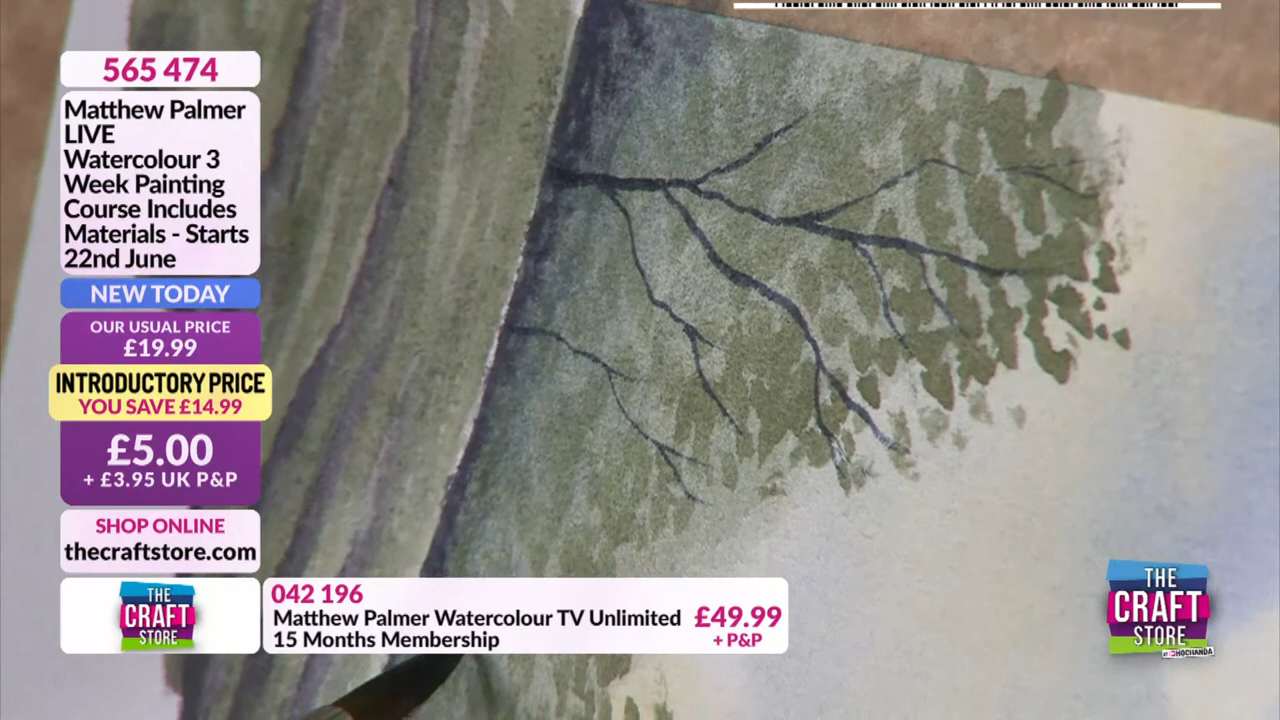 565 474
Matthew Palmer
LIVE
Watercolour 3
Week Painting
Course Includes
Materials - Starts
22nd June
NEW TODAY
OUR USUAL PRICE
£19.99
INTRODUCTORY PRICE
YOU SAVE £14.99
£5.00
+ £3.95 UK P&P
SHOP ONLINE
thecraftstore.com
THE
CRAFT
STORE
042 196
Matthew Palmer Watercolour TV Unlimited
15 Months Membership
£49.99
+ P&P
THE
CRAFT
STORE
BY HOCHANDA